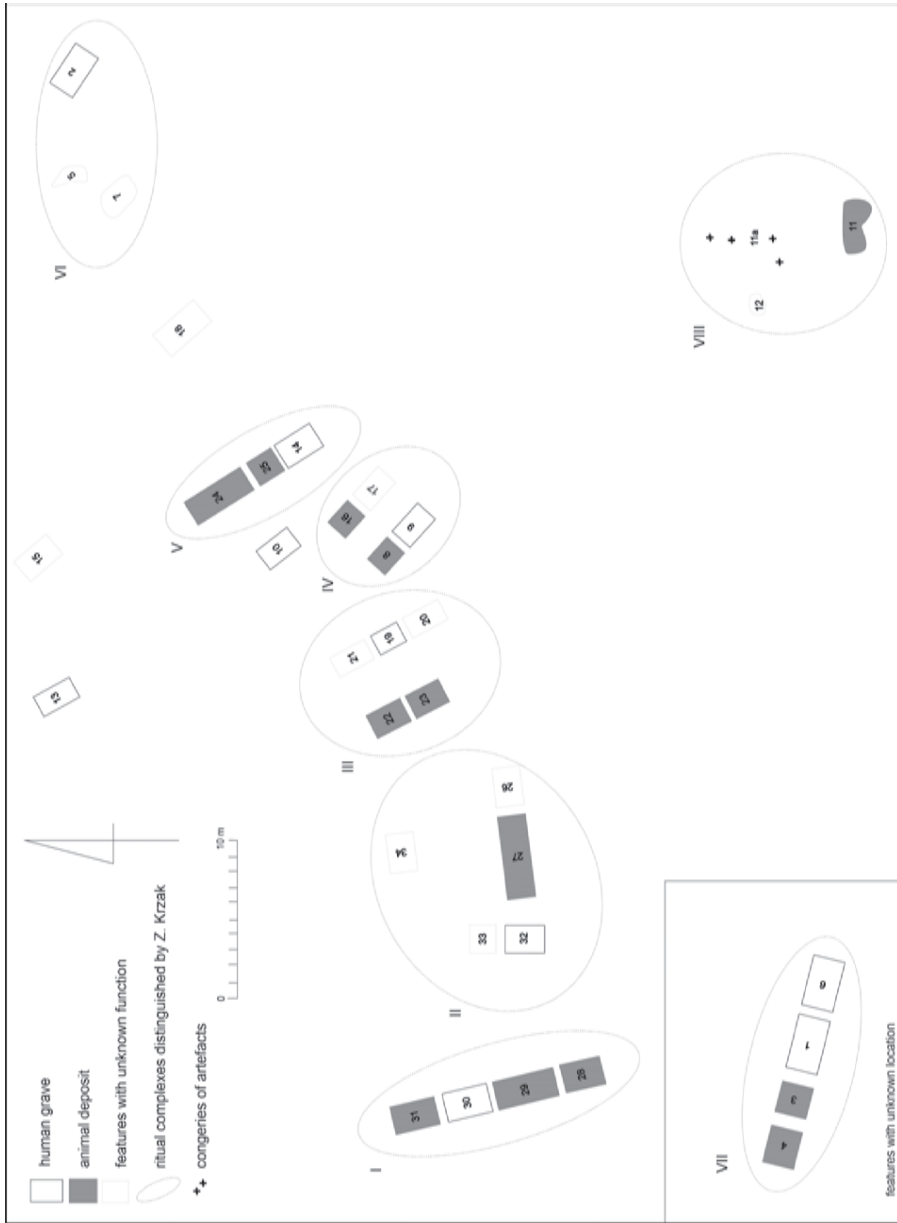 human grave
animal deposit
features with unknown function
ritual complexes distinguished by Z. Krzak
congeries of artefacts
0
10 m
I
31
30
29
28
II
34
33
32
27
26
III
21
19
20
22
23
IV
16
17
8
9
V
24
25
14
10
13
15
18
VI
2
5
7
VIII
11a
12
11
VII
4
3
1
6
features with unknown location